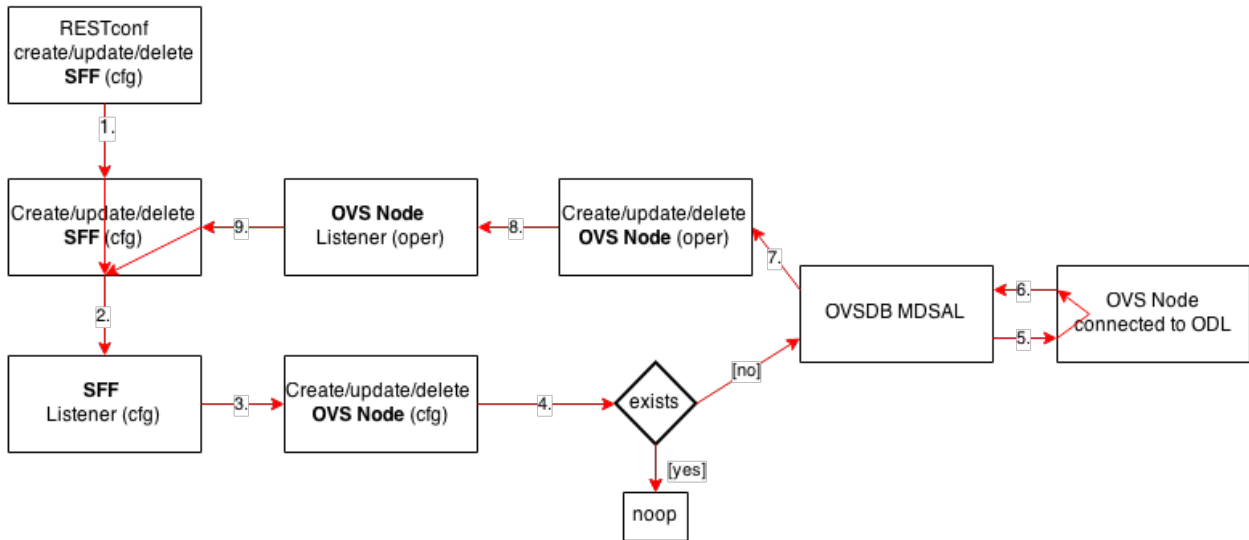 RESTconf
create/update/delete
SFF (cfg)
1.
Create/update/delete
SFF (cfg)
9.
OVS Node
Listener (oper)
8.
Create/update/delete
OVS Node (oper)
7.
OVSDB MDSAL
6.
5.
OVS Node
connected to ODL
2.
SFF
Listener (cfg)
3.
Create/update/delete
OVS Node (cfg)
4.
exists
[no]
[yes]
noop